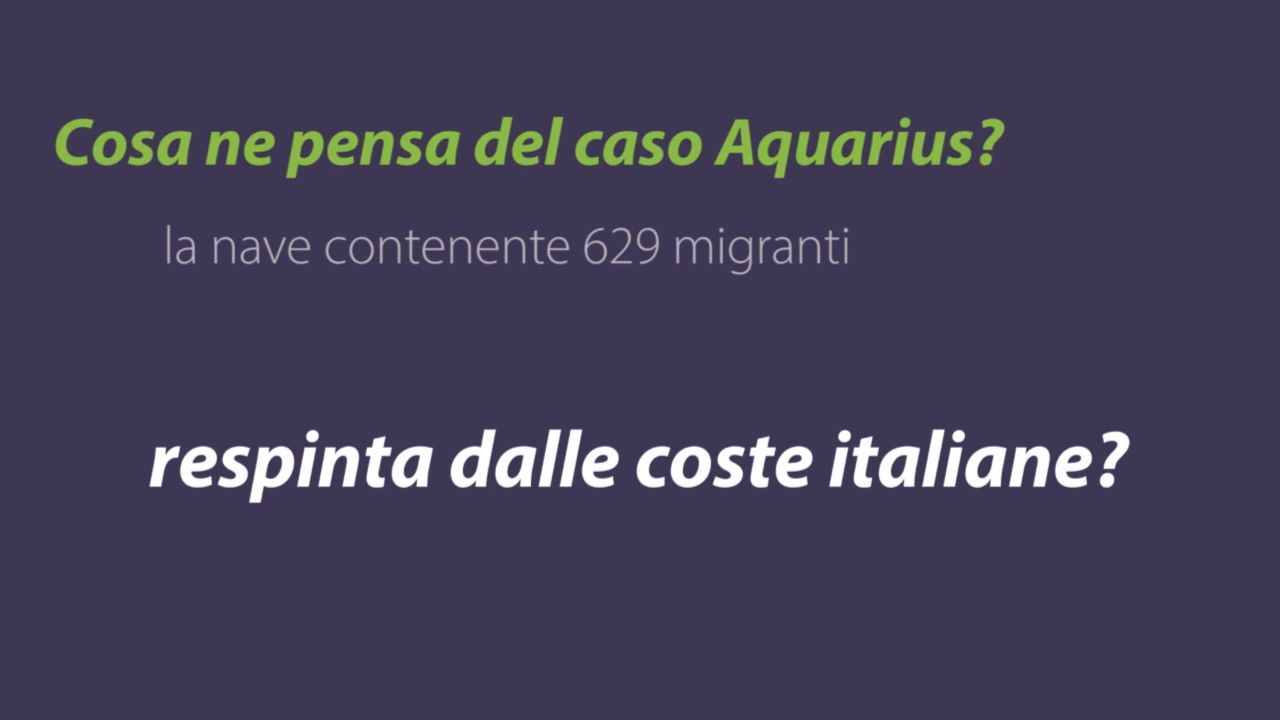 Cosa ne pensa del caso Aquarius?
la nave contenente 629 migranti
respinta dalle coste italiane?